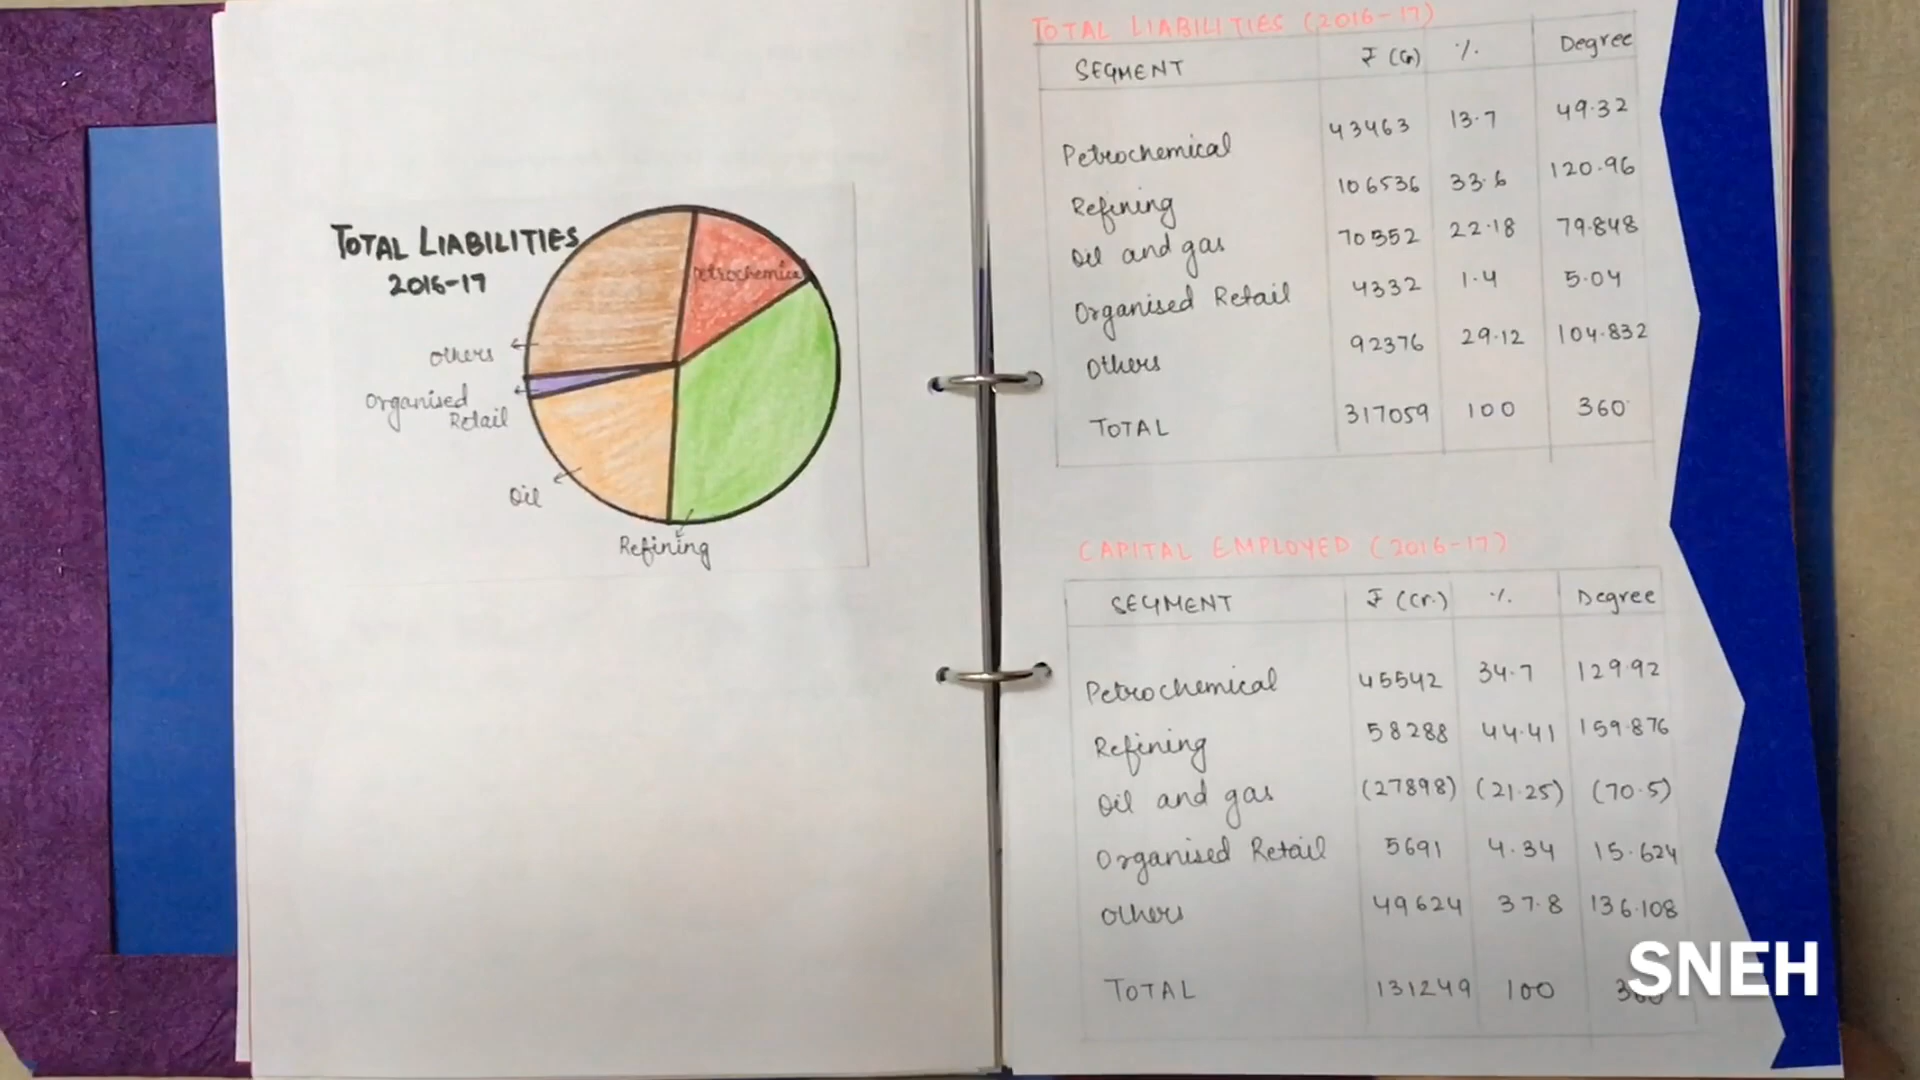 TOTAL LIABILITIES
2016-17
Petrochemical
Others
Organised
Retail
Oil
Refining
TOTAL LIABILITIES (2016-17)
SEGMENT ₹ (Cr) % Degree
Petrochemical 43463 13.7 49.32
Refining 106536 33.6 120.96
Oil and gas 70352 22.18 79.848
Organised Retail 4332 1.4 5.04
Others 92376 29.12 104.832
TOTAL 317059 100 360
CAPITAL EMPLOYED (2016-17)
SEGMENT ₹ (Cr.) % Degree
Petrochemical 45542 34.7 129.92
Refining 58288 44.41 159.876
Oil and gas (27898) (21.25) (70.5)
Organised Retail 5691 4.34 15.624
Others 49624 37.8 136.108
TOTAL 131249 100 360
SNEH